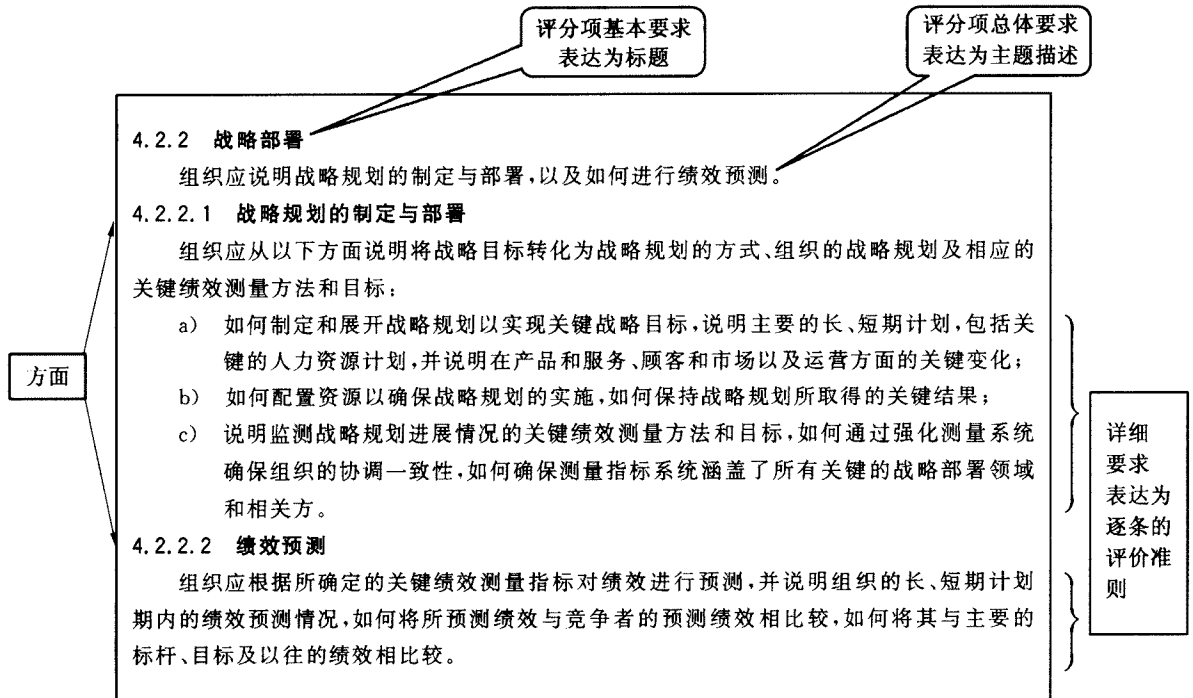 评分项基本要求
表达为标题
评分项总体要求
表达为主题描述
4.2.2 战略部署
组织应说明战略规划的制定与部署,以及如何进行绩效预测。
4.2.2.1 战略规划的制定与部署
组织应从以下方面说明将战略目标转化为战略规划的方式、组织的战略规划及相应的
关键绩效测量方法和目标:
a) 如何制定和展开战略规划以实现关键战略目标,说明主要的长、短期计划,包括关
键的人力资源计划,并说明在产品和服务、顾客和市场以及运营方面的关键变化;
b) 如何配置资源以确保战略规划的实施,如何保持战略规划所取得的关键结果;
c) 说明监测战略规划进展情况的关键绩效测量方法和目标,如何通过强化测量系统
确保组织的协调一致性,如何确保测量指标系统涵盖了所有关键的战略部署领域
和相关方。
4.2.2.2 绩效预测
组织应根据所确定的关键绩效测量指标对绩效进行预测,并说明组织的长、短期计划
期内的绩效预测情况,如何将所预测绩效与竞争者的预测绩效相比较,如何将其与主要的
标杆、目标及以往的绩效相比较。
方面
详细
要求
表达为
逐条的
评价准
则